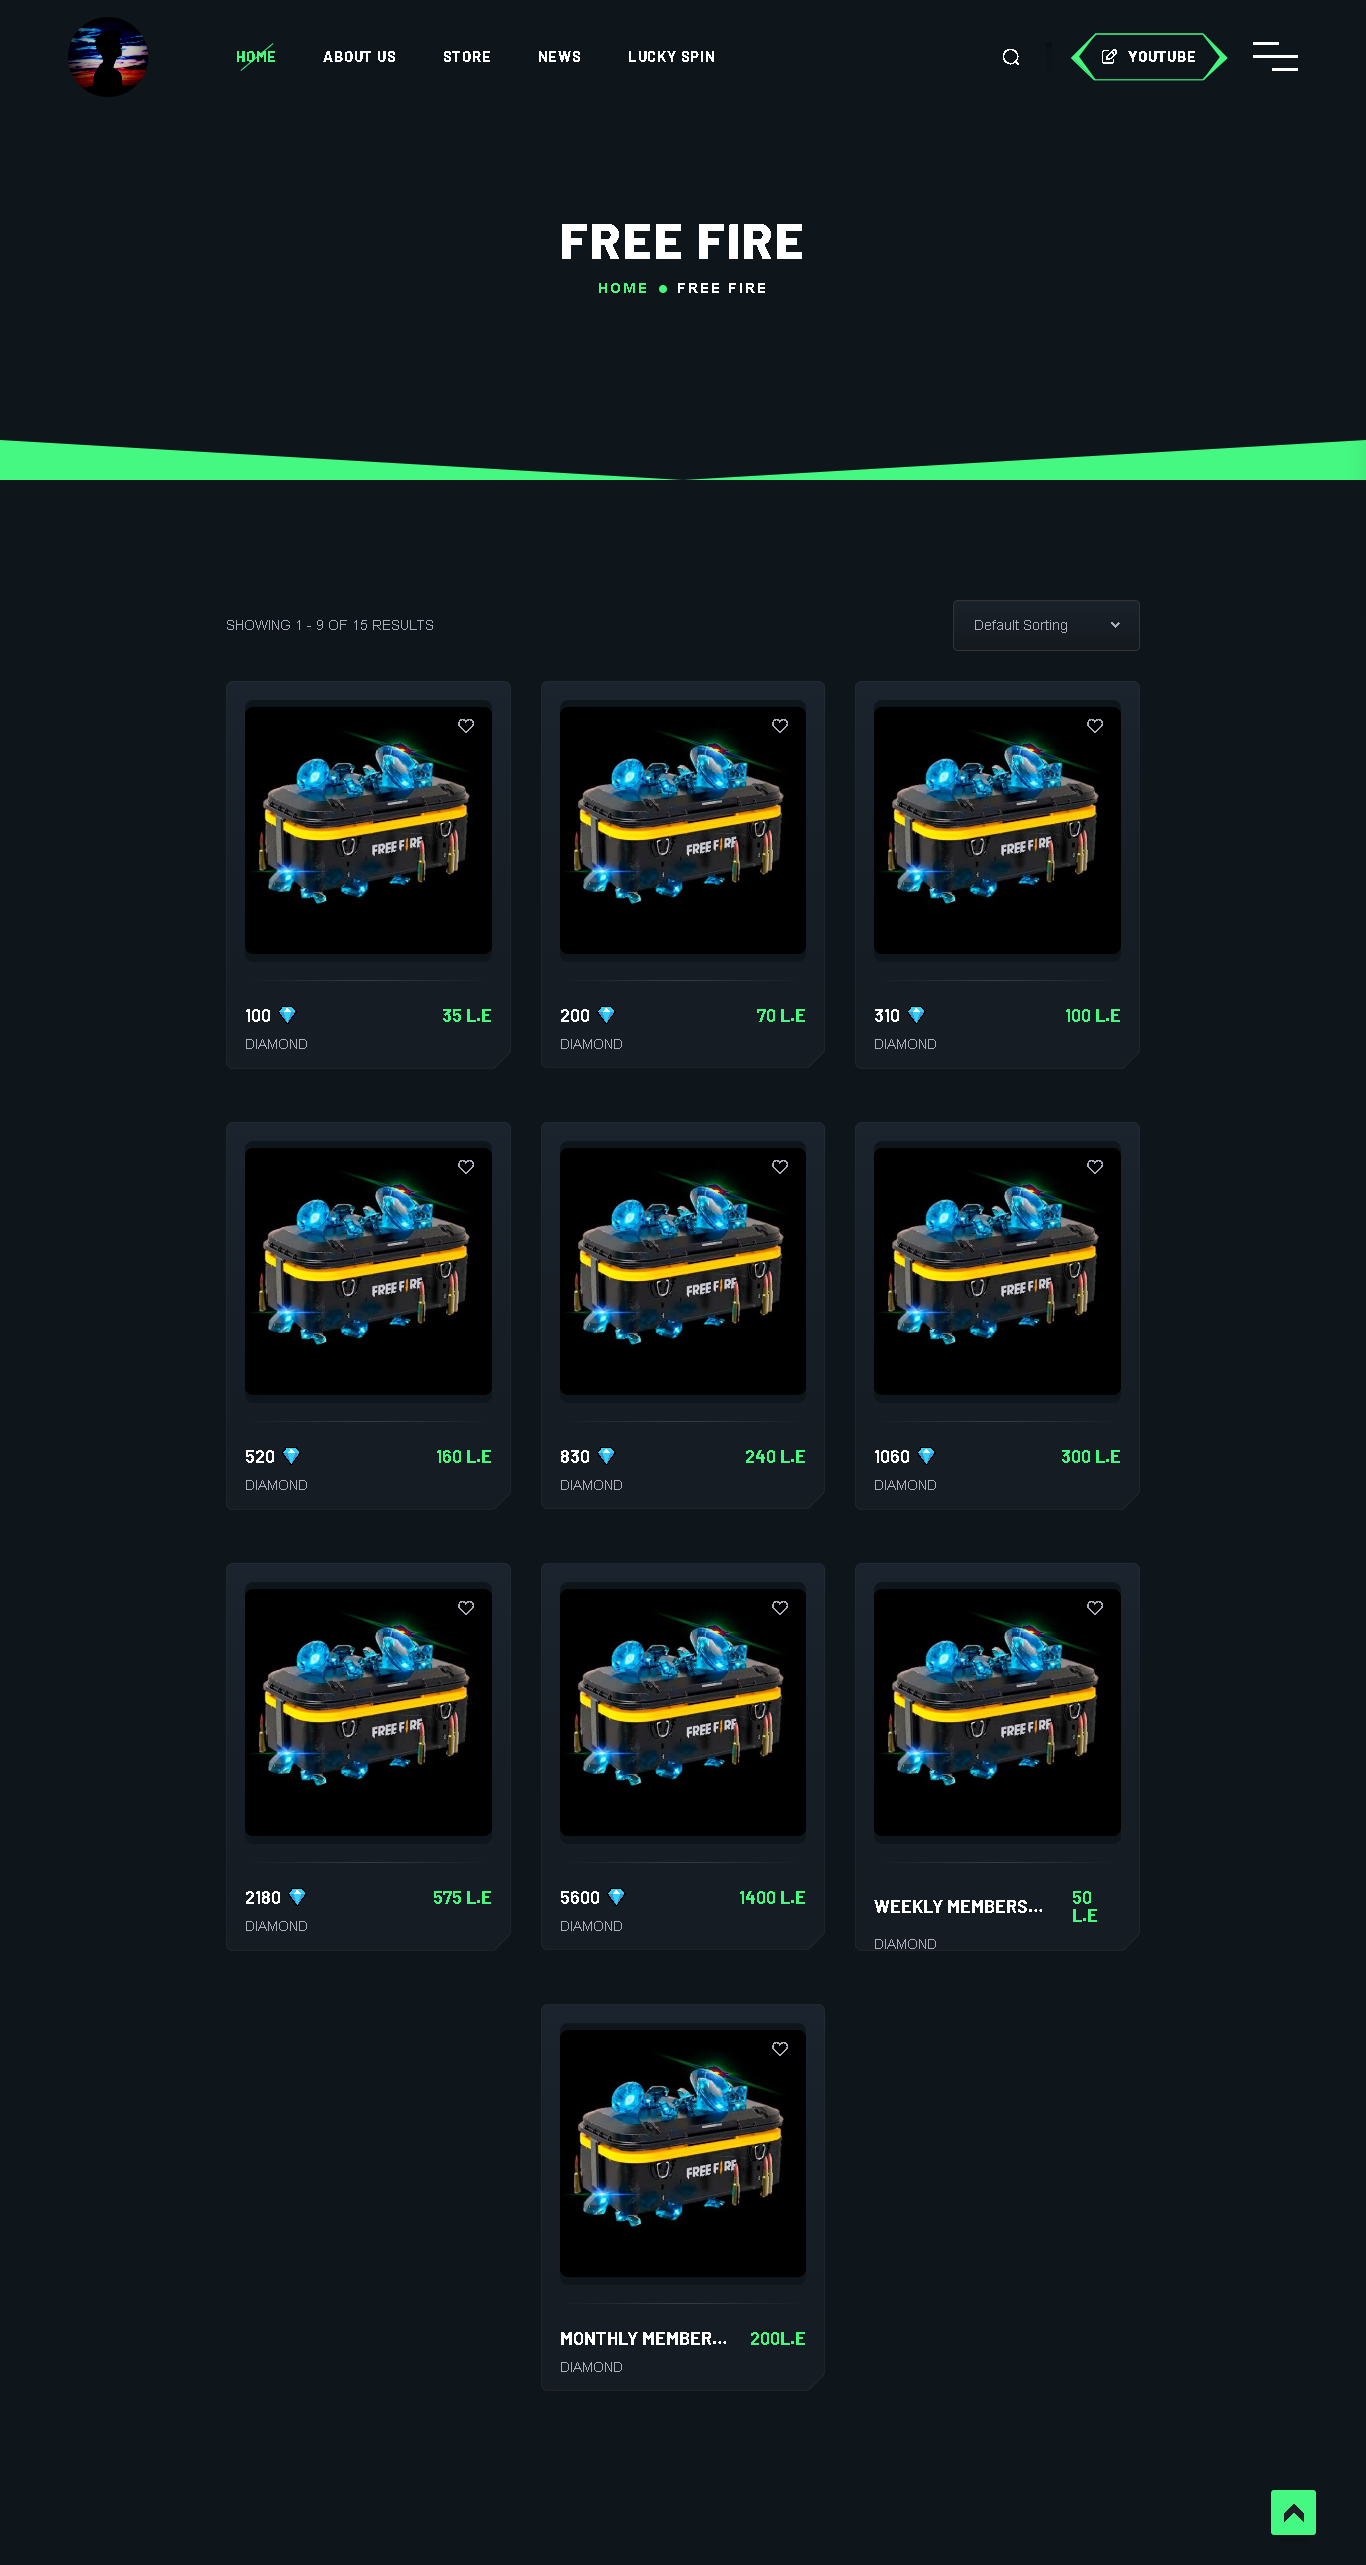 HOME ABOUT US STORE NEWS LUCKY SPIN YOUTUBE
FREE FIRE
HOME FREE FIRE
SHOWING 1 - 9 OF 15 RESULTS Default Sorting
FREE FIRE FREE FIRE FREE FIRE
100 💎 35 L.E 200 💎 70 L.E 310 💎 100 L.E
DIAMOND DIAMOND DIAMOND
FREE FIRE FREE FIRE FREE FIRE
520 💎 160 L.E 830 💎 240 L.E 1060 💎 300 L.E
DIAMOND DIAMOND DIAMOND
FREE FIRE FREE FIRE FREE FIRE
2180 💎 575 L.E 5600 💎 1400 L.E WEEKLY MEMBERS... 50 L.E
DIAMOND DIAMOND DIAMOND
FREE FIRE
MONTHLY MEMBER... 200L.E
DIAMOND